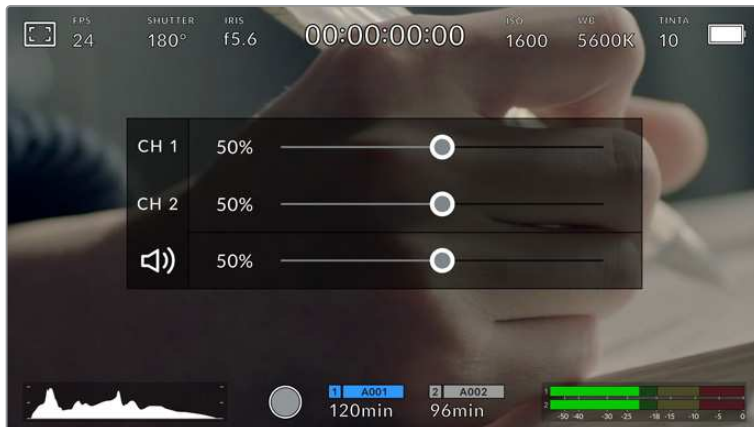 FPS SHUTTER IRIS ISO WB TINTA
24 180° f5.6 00:00:00:00 1600 5600K 10
CH 1 50%
CH 2 50%
50%
1 A001 2 A002
120min 96min
1
2
-50 -40 -30 -25 -18 -15 -10 -5 0